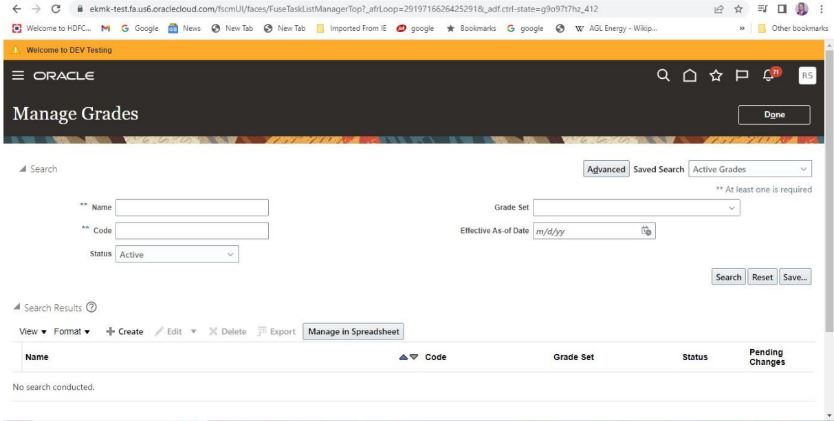 ekmk-test.fa.us6.oraclecloud.com/fscmUI/faces/FuseTaskListManagerTop?_afrLoop=29197166264252918&_adf.ctrl-state=g9o97t7hz_412
Welcome to HDFC... G Google News New Tab New Tab Imported From IE google Bookmarks G google W AGL Energy - Wikip... » Other bookmarks
Welcome to DEV Testing
ORACLE 71 RS
Manage Grades Done
Search Advanced Saved Search Active Grades
** At least one is required
** Name Grade Set
** Code Effective As-of Date m/d/yy
Status Active
Search Reset Save...
Search Results ?
View Format Create Edit Delete Export Manage in Spreadsheet
Name Code Grade Set Status Pending Changes
No search conducted.